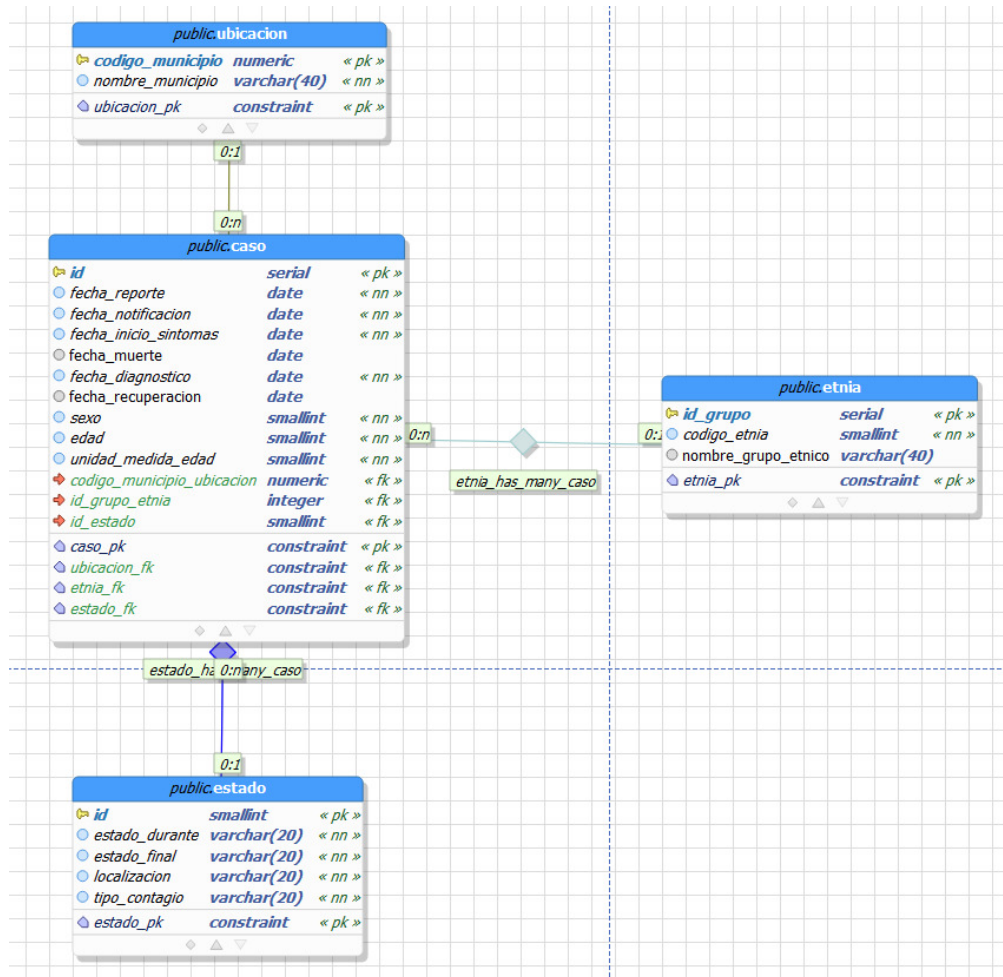 public.ubicacion
codigo_municipio numeric « pk »
nombre_municipio varchar(40) « nn »
ubicacion_pk constraint « pk »
0:1
0:n
public.caso
id serial « pk »
fecha_reporte date « nn »
fecha_notificacion date « nn »
fecha_inicio_sintomas date « nn »
fecha_muerte date
fecha_diagnostico date « nn »
fecha_recuperacion date
sexo smallint « nn »
edad smallint « nn »
unidad_medida_edad smallint « nn »
codigo_municipio_ubicacion numeric « fk »
id_grupo_etnia integer « fk »
id_estado smallint « fk »
caso_pk constraint « pk »
ubicacion_fk constraint « fk »
etnia_fk constraint « fk »
estado_fk constraint « fk »
0:n
etnia_has_many_caso
0:1
public.etnia
id_grupo serial « pk »
codigo_etnia smallint « nn »
nombre_grupo_etnico varchar(40)
etnia_pk constraint « pk »
estado_ha 0:n any_caso
0:1
public.estado
id smallint « pk »
estado_durante varchar(20) « nn »
estado_final varchar(20) « nn »
localizacion varchar(20) « nn »
tipo_contagio varchar(20) « nn »
estado_pk constraint « pk »